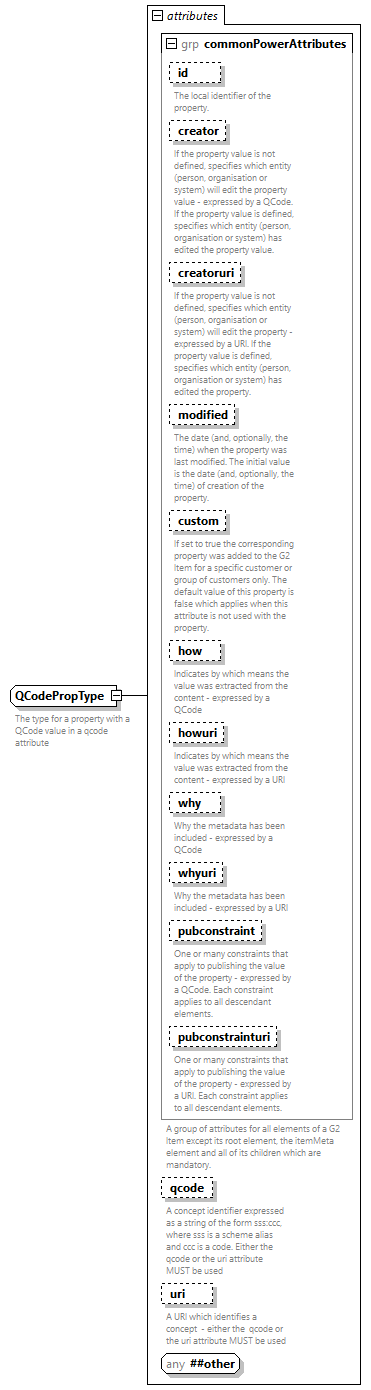 attributes
grp commonPowerAttributes
id
The local identifier of the
property.
creator
If the property value is not
defined, specifies which entity
(person, organisation or
system) will edit the property
value - expressed by a QCode.
If the property value is defined,
specifies which entity (person,
organisation or system) has
edited the property value.
creatoruri
If the property value is not
defined, specifies which entity
(person, organisation or
system) will edit the property -
expressed by a URI. If the
property value is defined,
specifies which entity (person,
organisation or system) has
edited the property.
modified
The date (and, optionally, the
time) when the property was
last modified. The initial value
is the date (and, optionally, the
time) of creation of the
property.
custom
If set to true the corresponding
property was added to the G2
Item for a specific customer or
group of customers only. The
default value of this property is
false which applies when this
attribute is not used with the
property.
how
Indicates by which means the
value was extracted from the
content - expressed by a
QCode
howuri
Indicates by which means the
value was extracted from the
content - expressed by a URI
why
Why the metadata has been
included - expressed by a
QCode
whyuri
Why the metadata has been
included - expressed by a URI
pubconstraint
One or many constraints that
apply to publishing the value
of the property - expressed by
a QCode. Each constraint
applies to all descendant
elements.
pubconstrainturi
One or many constraints that
apply to publishing the value
of the property - expressed by
a URI. Each constraint applies
to all descendant elements.
A group of attributes for all elements of a G2
Item except its root element, the itemMeta
element and all of its children which are
mandatory.
QCodePropType
The type for a property with a
QCode value in a qcode
attribute
qcode
A concept identifier expressed
as a string of the form sss:ccc,
where sss is a scheme alias
and ccc is a code. Either the
qcode or the uri attribute
MUST be used
uri
A URI which identifies a
concept - either the qcode or
the uri attribute MUST be used
any ##other